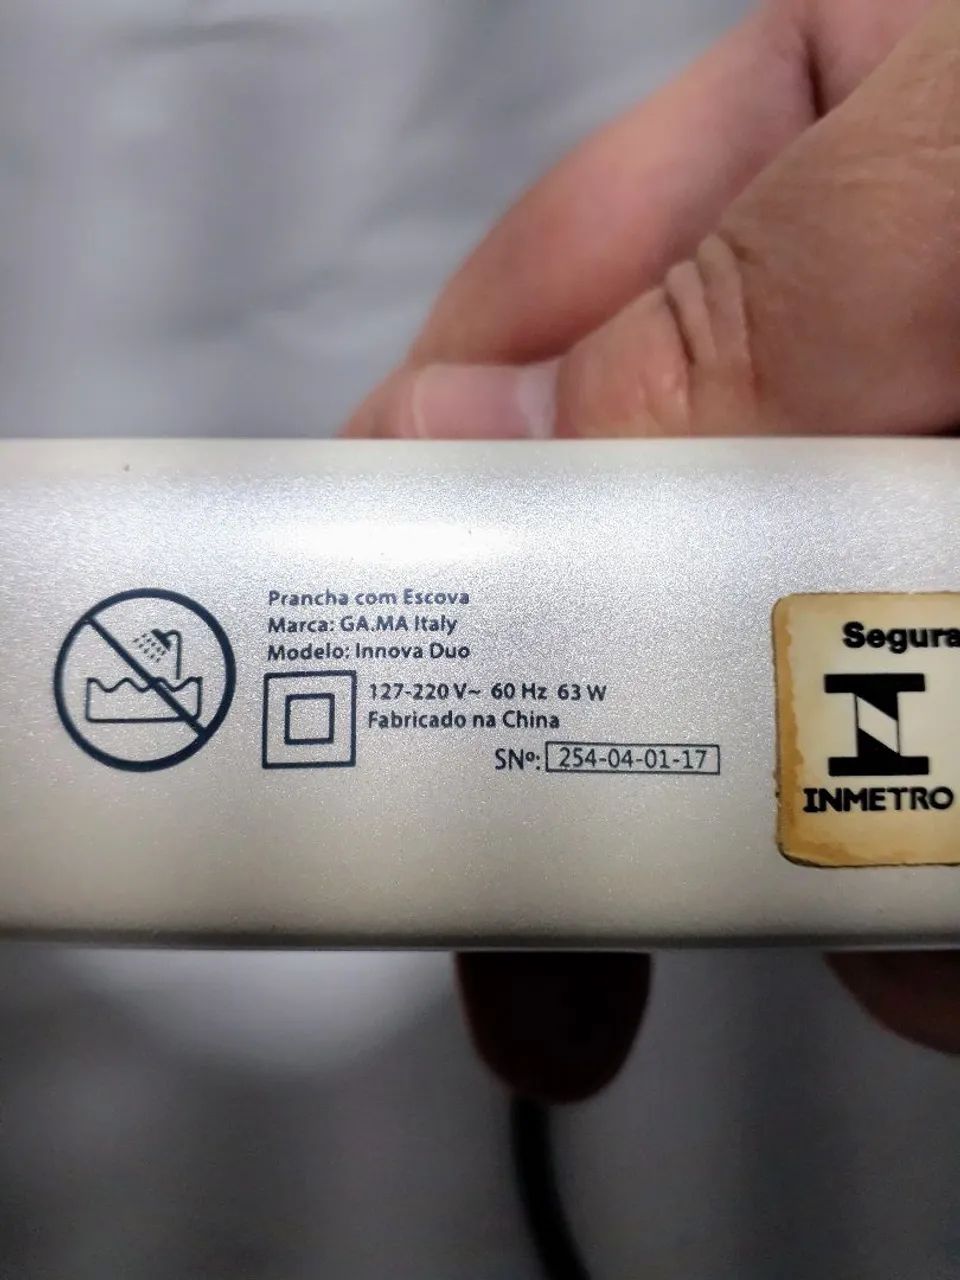 Prancha com Escova
Marca: GA.MA Italy
Modelo: Innova Duo
127-220 V~ 60 Hz 63 W
Fabricado na China
SNº: 254-04-01-17
Segura
INMETRO